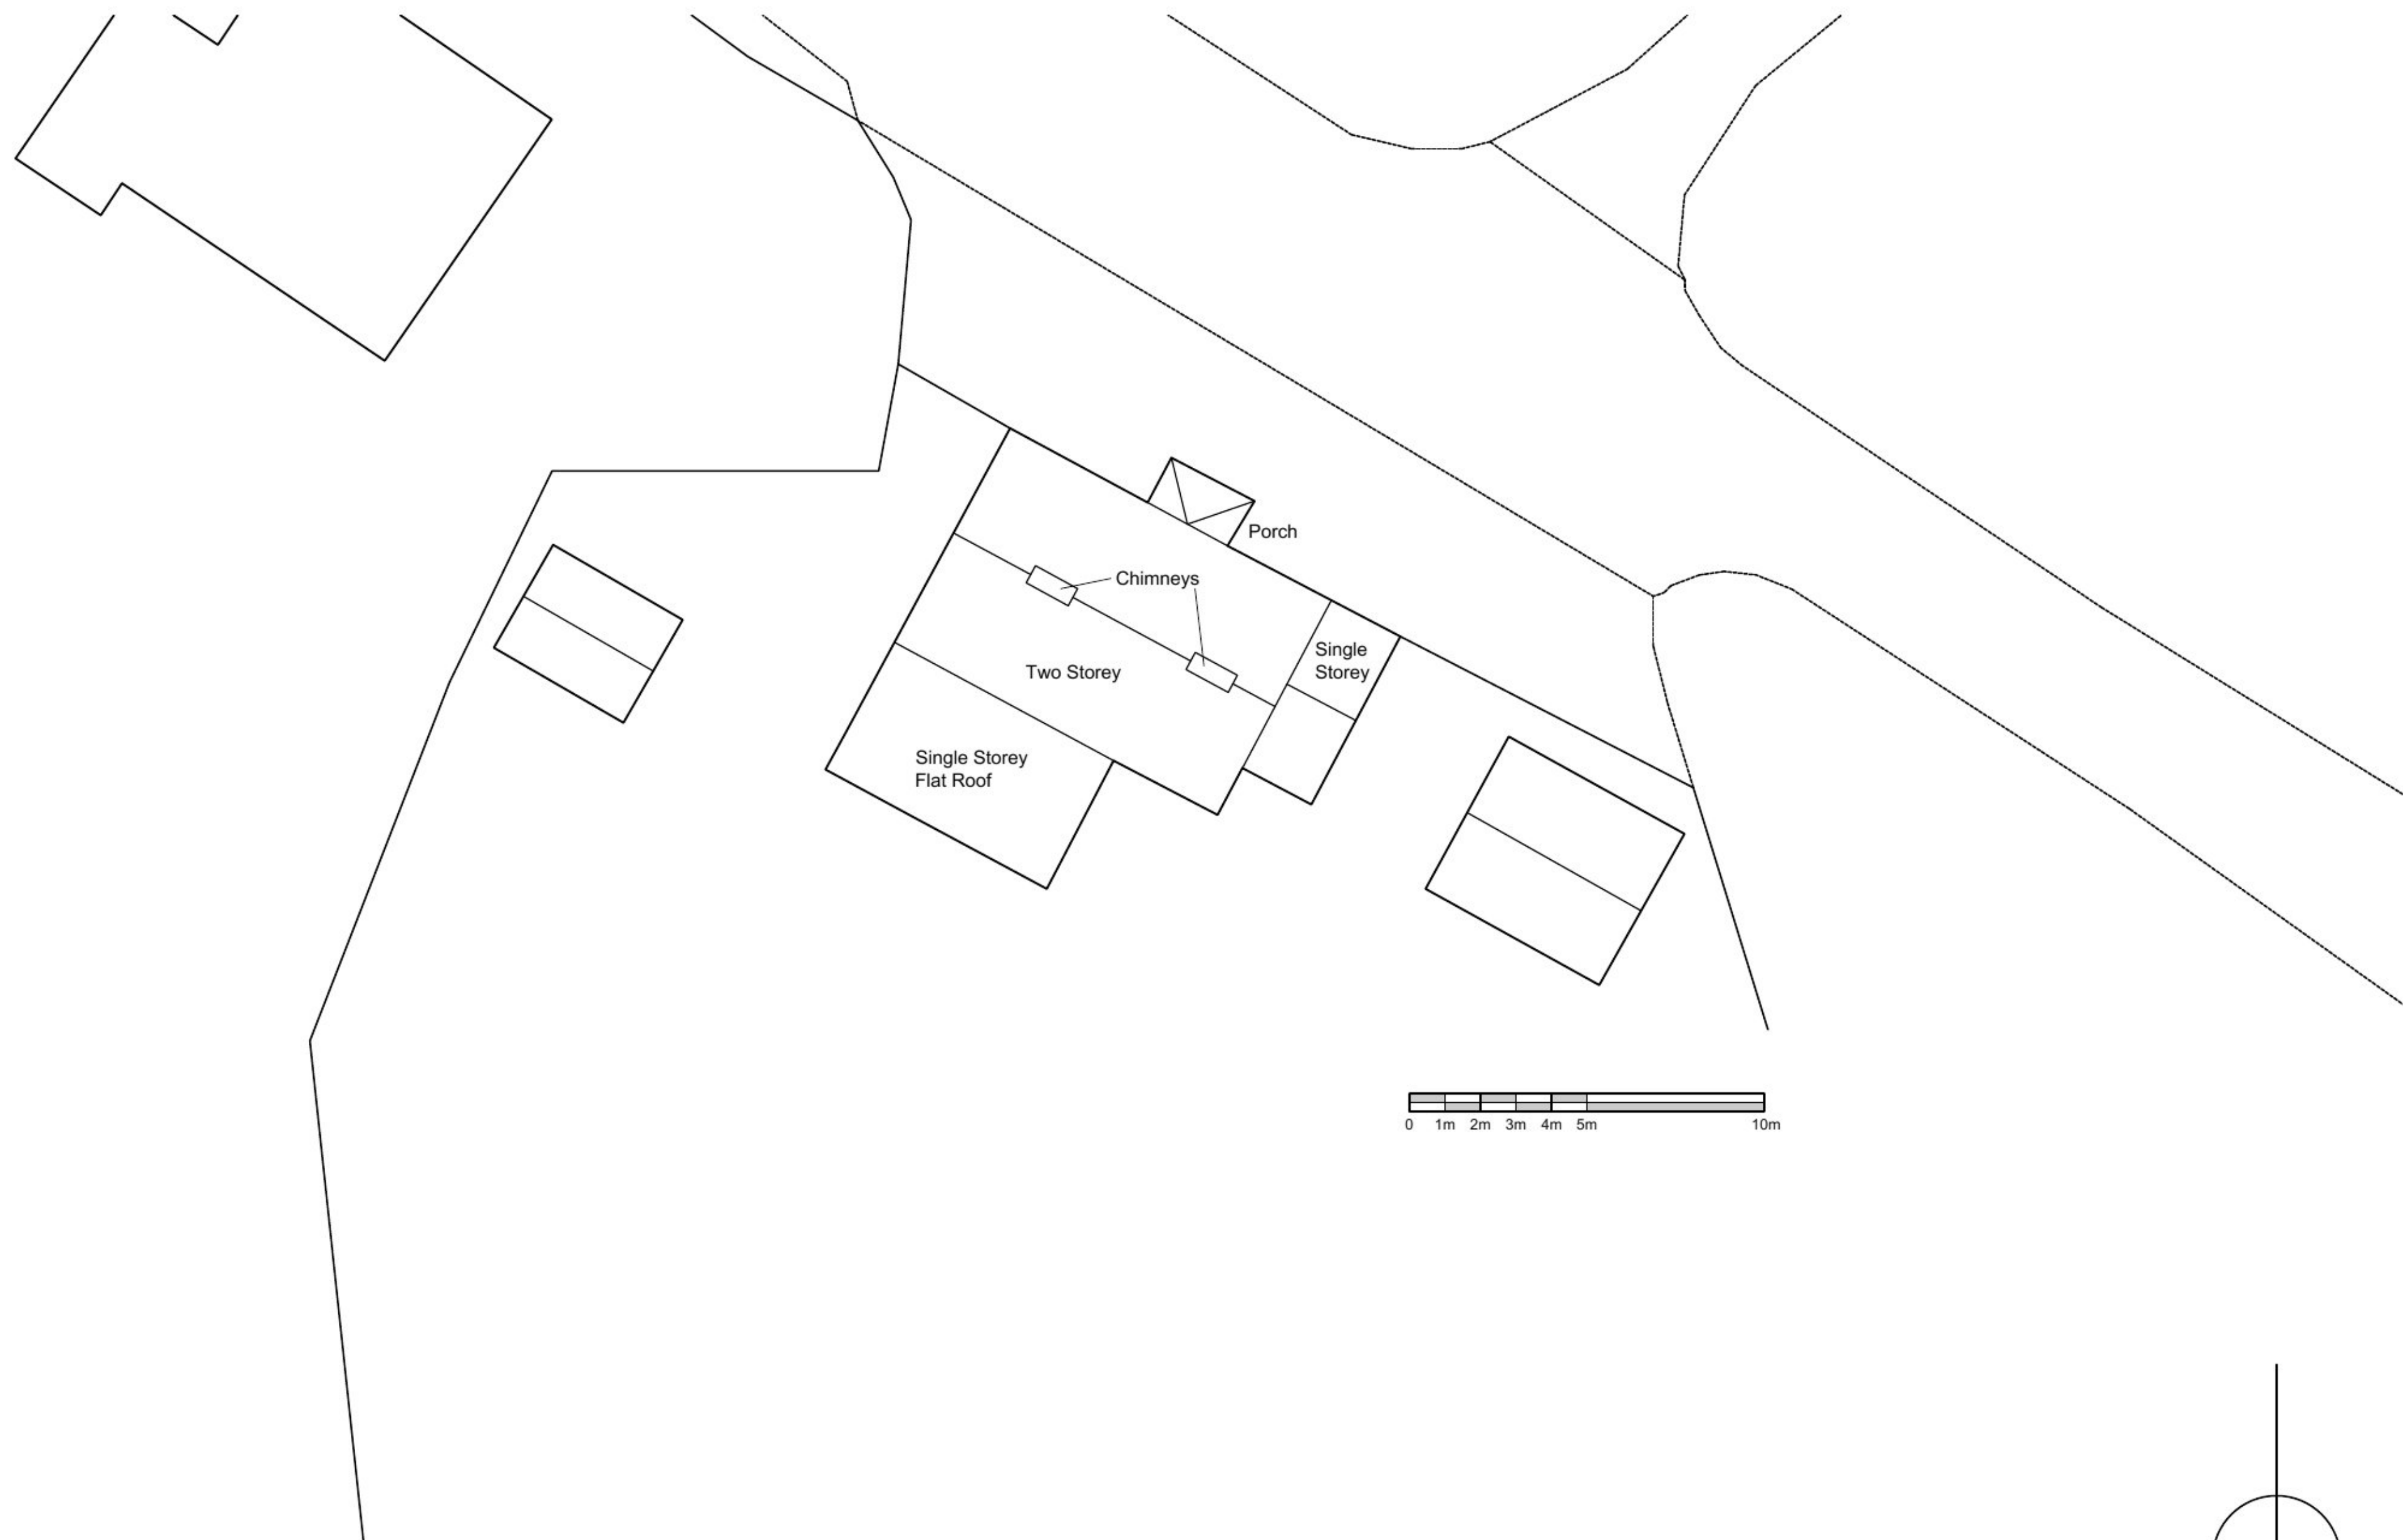 Porch
Chimneys
Single
Storey
Two Storey
Single Storey
Flat Roof
0 1m 2m 3m 4m 5m 10m